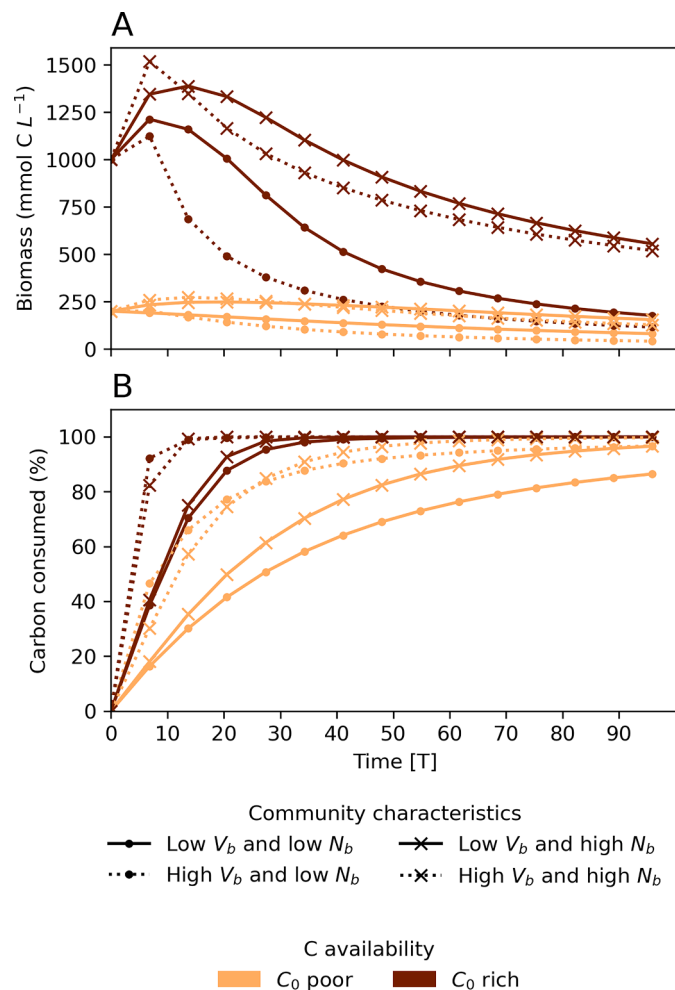 A
1500
1250
1000
750
500
250
0
Biomass (mmol C L⁻¹)
B
100
80
60
40
20
0
Carbon consumed (%)
0 10 20 30 40 50 60 70 80 90
Time [T]
Community characteristics
Low V_b and low N_b Low V_b and high N_b
High V_b and low N_b High V_b and high N_b
C availability
C₀ poor C₀ rich